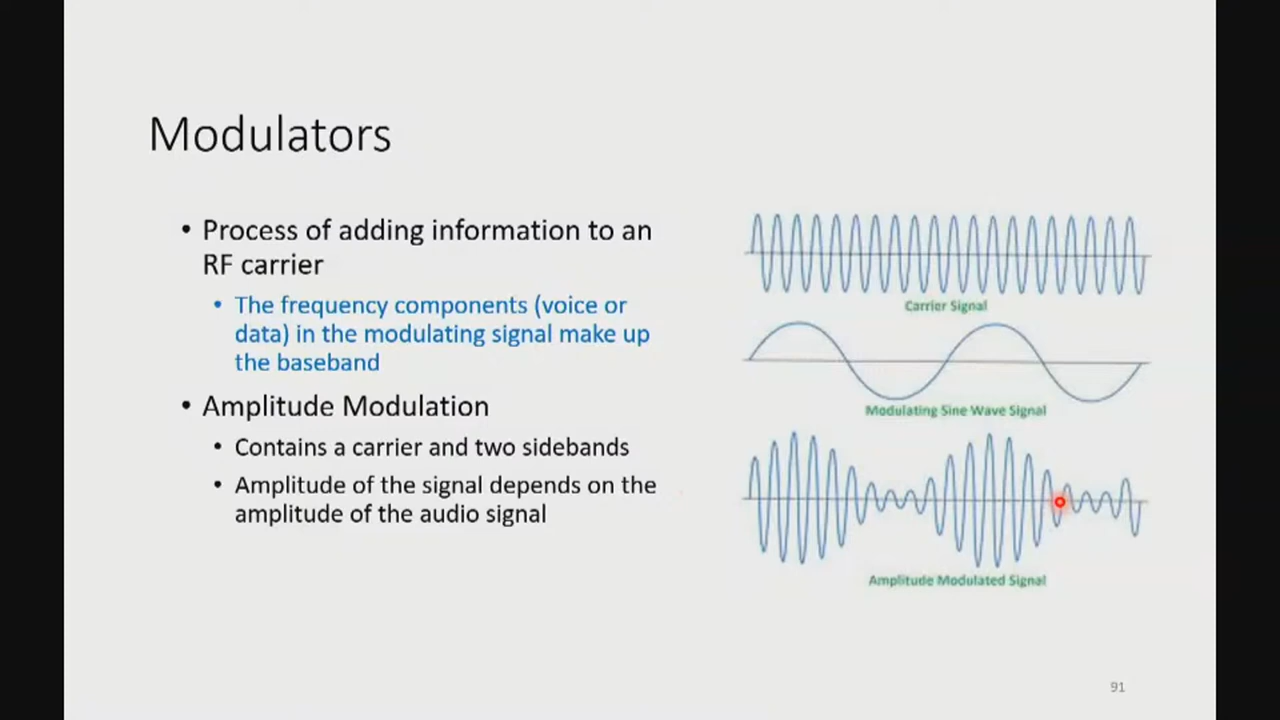 Modulators
• Process of adding information to an
RF carrier
• The frequency components (voice or
data) in the modulating signal make up
the baseband
• Amplitude Modulation
• Contains a carrier and two sidebands
• Amplitude of the signal depends on the
amplitude of the audio signal
Carrier Signal
Modulating Sine Wave Signal
Amplitude Modulated Signal
91